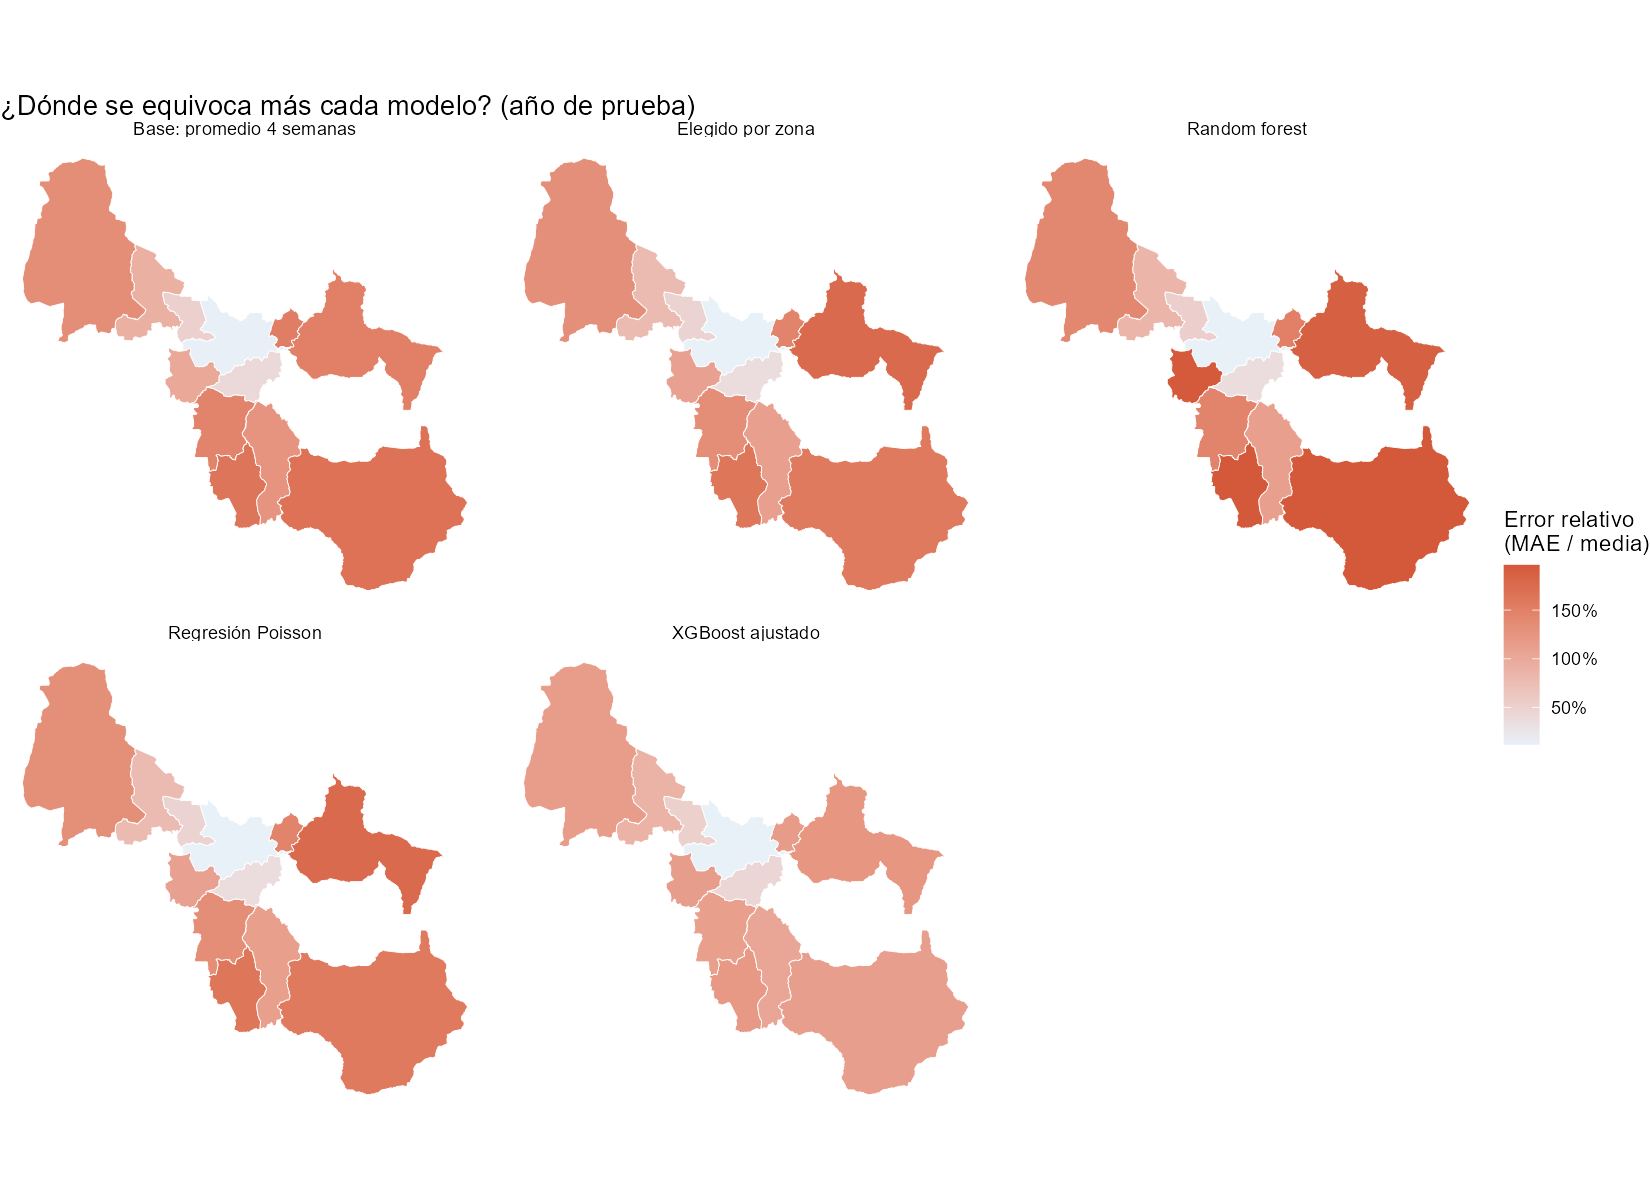 ¿Dónde se equivoca más cada modelo? (año de prueba)
Base: promedio 4 semanas
Elegido por zona
Random forest
Error relativo
(MAE / media)
150%
100%
50%
Regresión Poisson
XGBoost ajustado